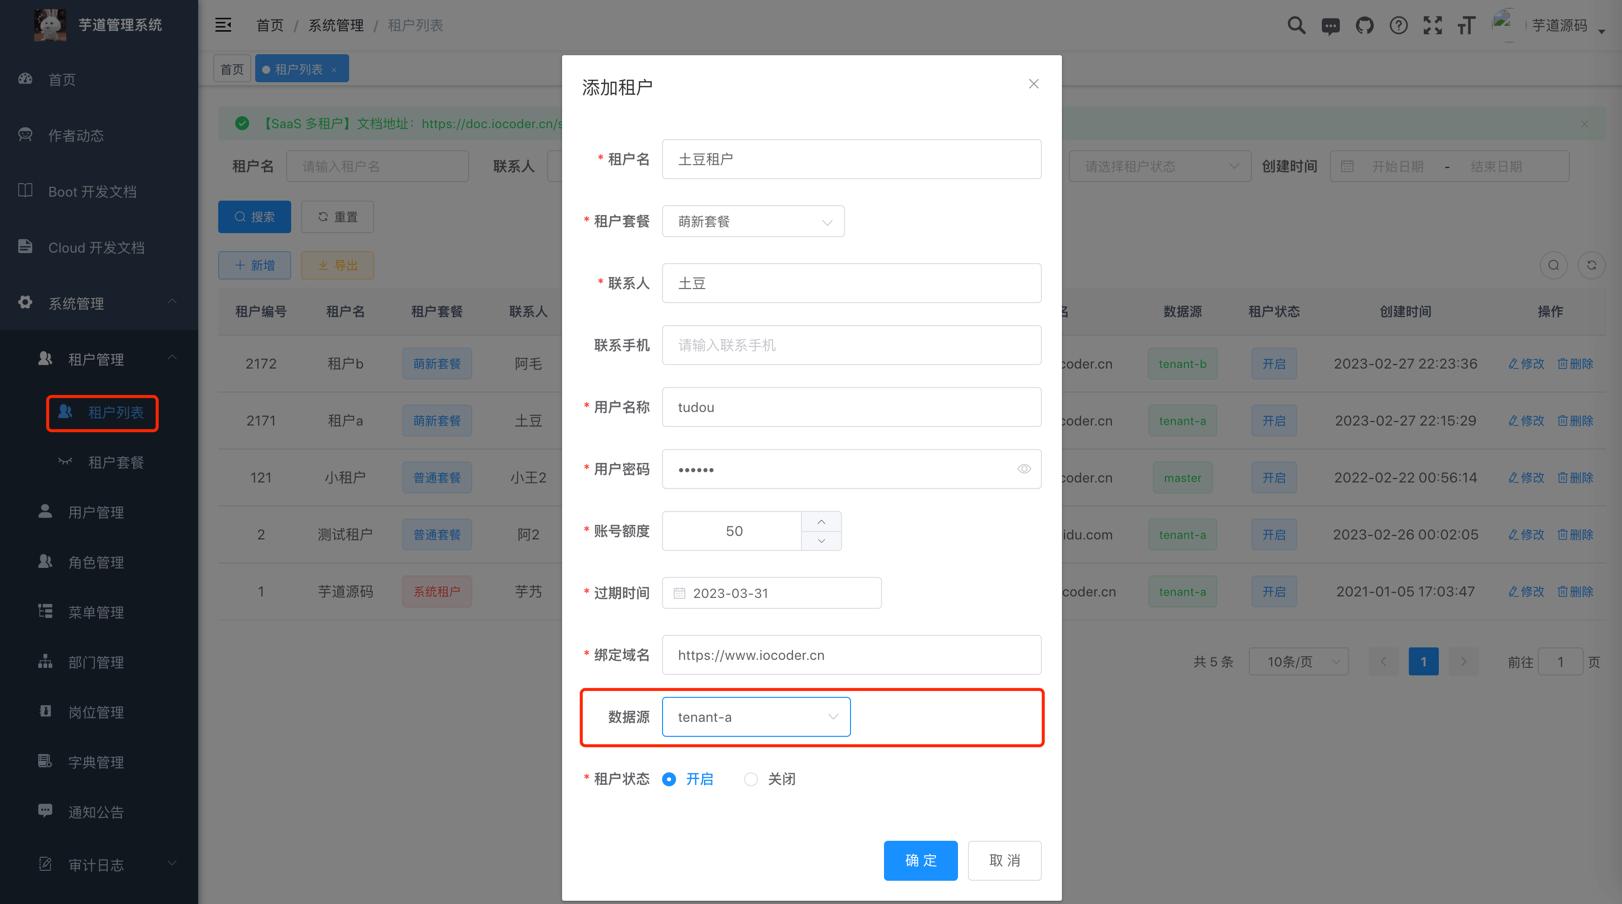 芋道管理系统
首页 / 系统管理 / 租户列表
芋道源码
首页
租户列表 ×
首页
作者动态
Boot 开发文档
Cloud 开发文档
系统管理
租户管理
租户列表
租户套餐
用户管理
角色管理
菜单管理
部门管理
岗位管理
字典管理
通知公告
审计日志
【SaaS 多租户】文档地址：https://doc.iocoder.cn/s
租户名 请输入租户名 联系人 请选择租户状态 创建时间 开始日期 - 结束日期
搜索 重置
新增 导出
租户编号 租户名 租户套餐 联系人 数据源 租户状态 创建时间 操作
2172 租户b 萌新套餐 阿毛 coder.cn tenant-b 开启 2023-02-27 22:23:36 修改 删除
2171 租户a 萌新套餐 土豆 coder.cn tenant-a 开启 2023-02-27 22:15:29 修改 删除
121 小租户 普通套餐 小王2 coder.cn master 开启 2022-02-22 00:56:14 修改 删除
2 测试租户 普通套餐 阿2 idu.com tenant-a 开启 2023-02-26 00:02:05 修改 删除
1 芋道源码 系统租户 芋艿 coder.cn tenant-a 开启 2021-01-05 17:03:47 修改 删除
共 5 条 10条/页 1 前往 1 页
添加租户
* 租户名 土豆租户
* 租户套餐 萌新套餐
* 联系人 土豆
联系手机 请输入联系手机
* 用户名称 tudou
* 用户密码 ••••••
* 账号额度 50
* 过期时间 2023-03-31
* 绑定域名 https://www.iocoder.cn
数据源 tenant-a
* 租户状态 开启 关闭
确 定 取 消